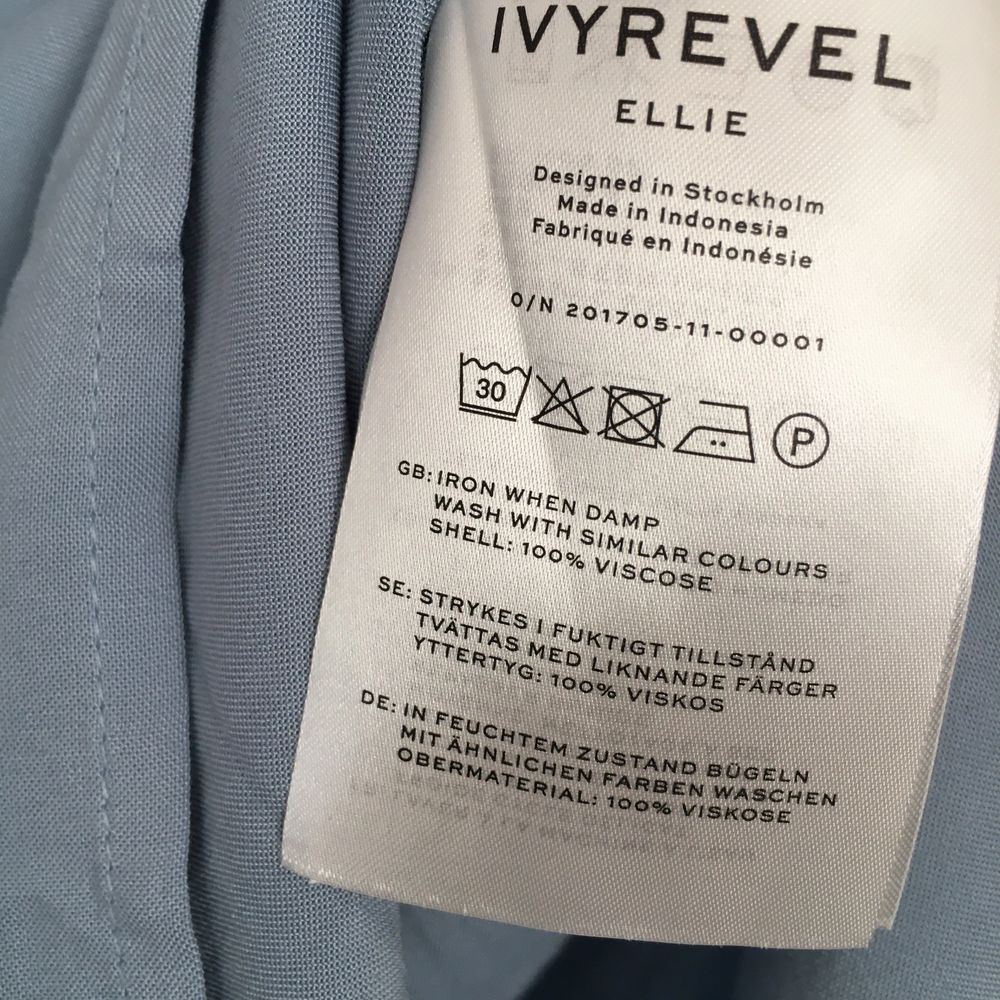 IVYREVEL
ELLIE
Designed in Stockholm
Made in Indonesia
Fabriqué en Indonésie
O/N 201705-11-00001
30 P
GB: IRON WHEN DAMP
WASH WITH SIMILAR COLOURS
SHELL: 100% VISCOSE
SE: STRYKES I FUKTIGT TILLSTÅND
TVÄTTAS MED LIKNANDE FÄRGER
YTTERTYG: 100% VISKOS
DE: IN FEUCHTEM ZUSTAND BÜGELN
MIT ÄHNLICHEN FARBEN WASCHEN
OBERMATERIAL: 100% VISKOSE